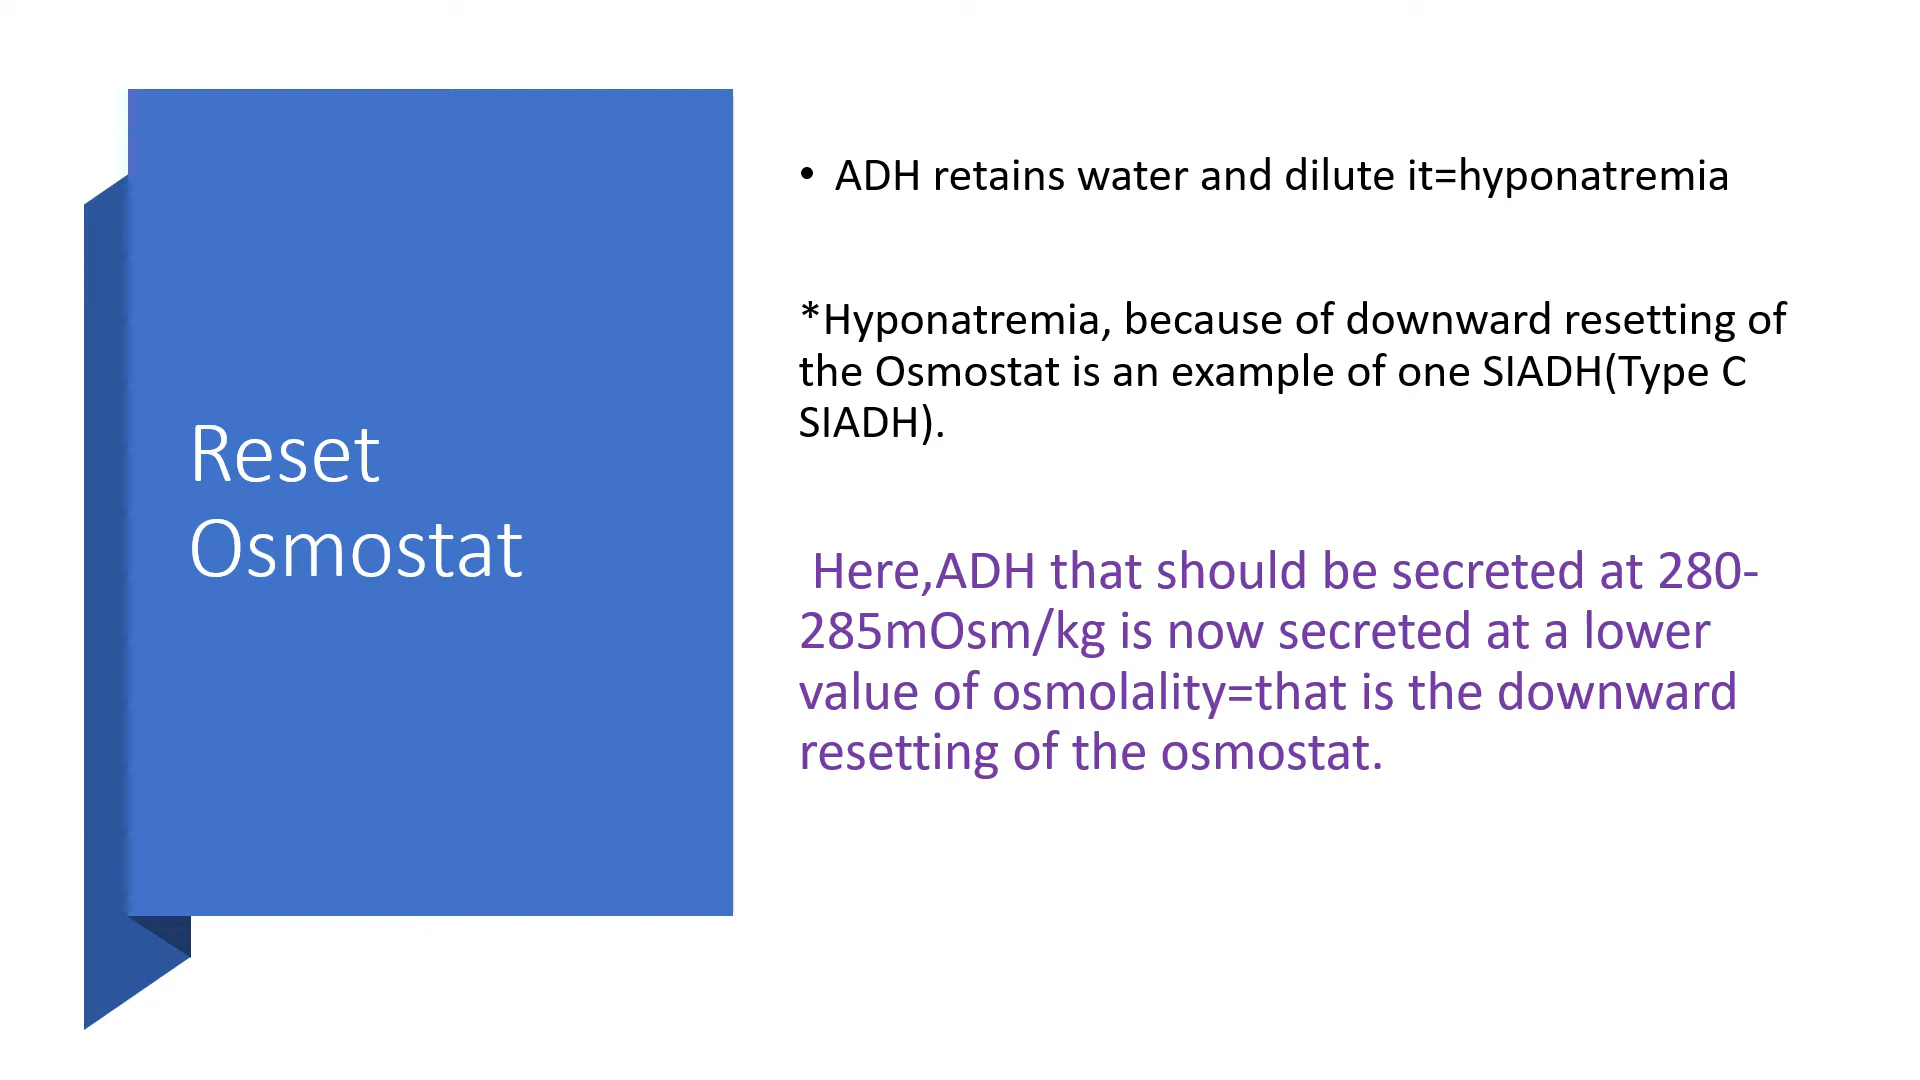 Reset
Osmostat
• ADH retains water and dilute it=hyponatremia
*Hyponatremia, because of downward resetting of
the Osmostat is an example of one SIADH(Type C
SIADH).
Here,ADH that should be secreted at 280-
285mOsm/kg is now secreted at a lower
value of osmolality=that is the downward
resetting of the osmostat.